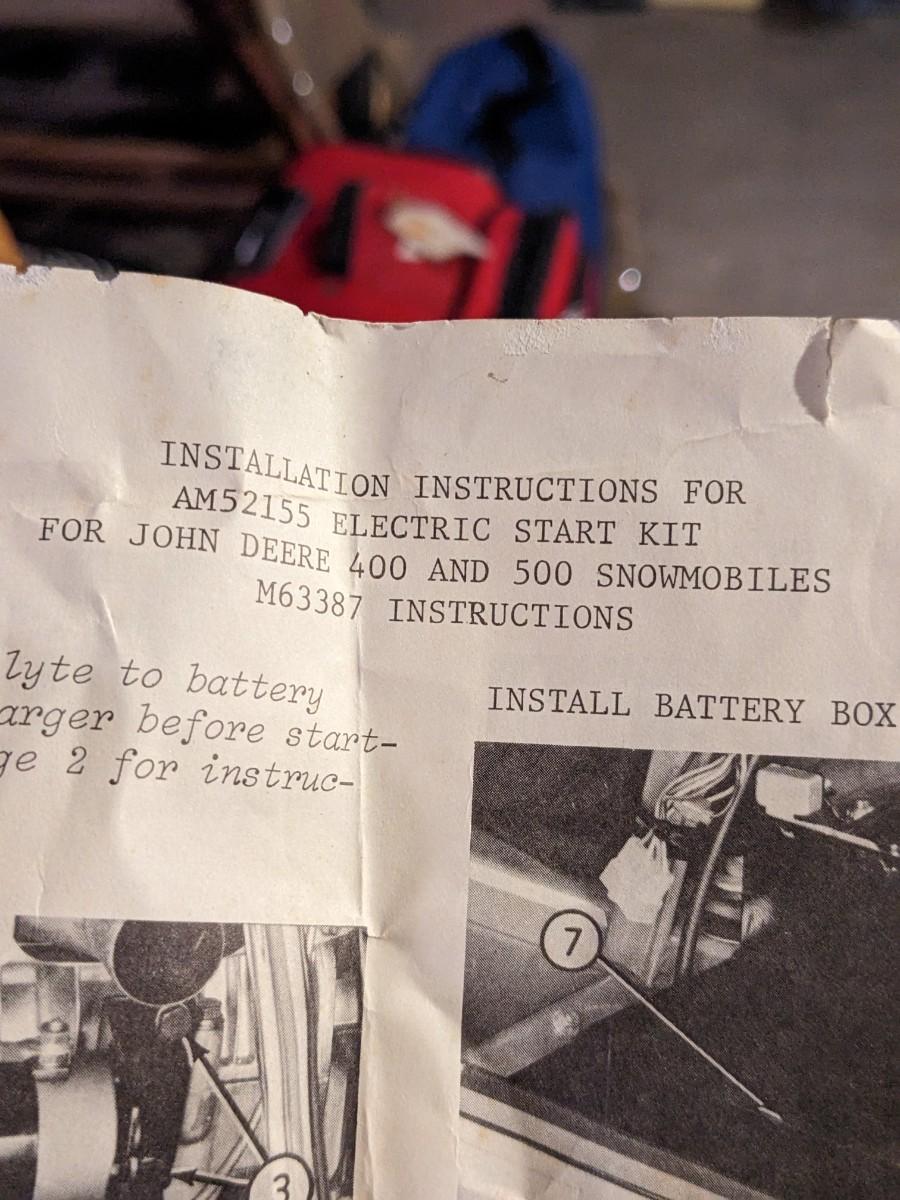 INSTALLATION INSTRUCTIONS FOR
AM52155 ELECTRIC START KIT
FOR JOHN DEERE 400 AND 500 SNOWMOBILES
M63387 INSTRUCTIONS
lyte to battery
arger before start-
ge 2 for instruc-
INSTALL BATTERY BOX
7
3